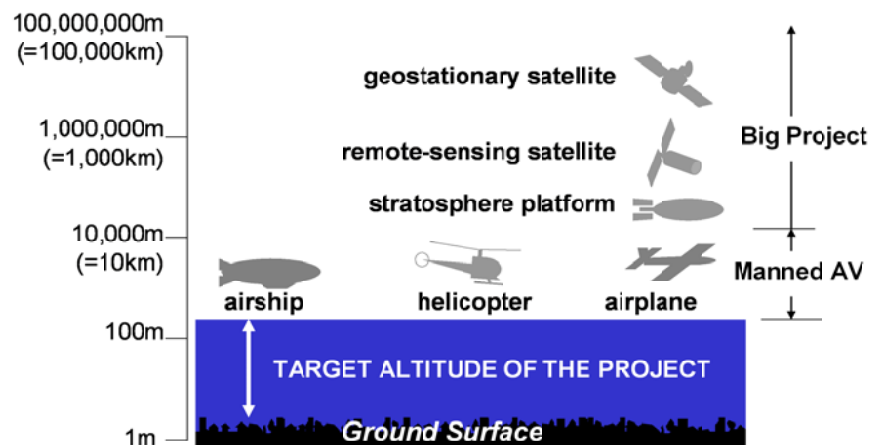 100,000,000m
(=100,000km)
geostationary satellite
1,000,000m
(=1,000km)
remote-sensing satellite
Big Project
stratosphere platform
10,000m
(=10km)
Manned AV
airship
helicopter
airplane
100m
TARGET ALTITUDE OF THE PROJECT
1m
Ground Surface